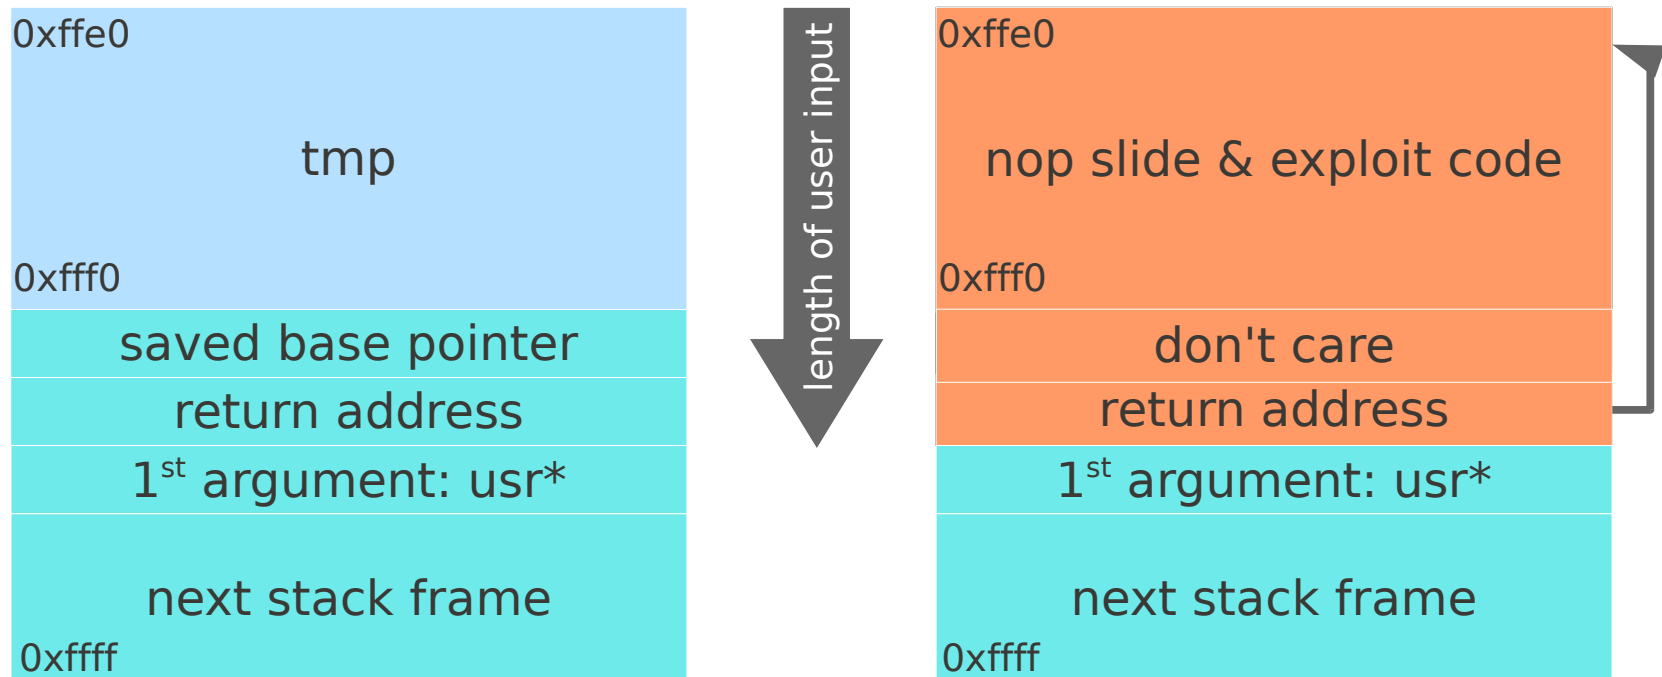 0xffe0
tmp
0xfff0
saved base pointer
return address
1st argument: usr*
next stack frame
0xffff
length of user input
0xffe0
nop slide & exploit code
0xfff0
don't care
return address
1st argument: usr*
next stack frame
0xffff